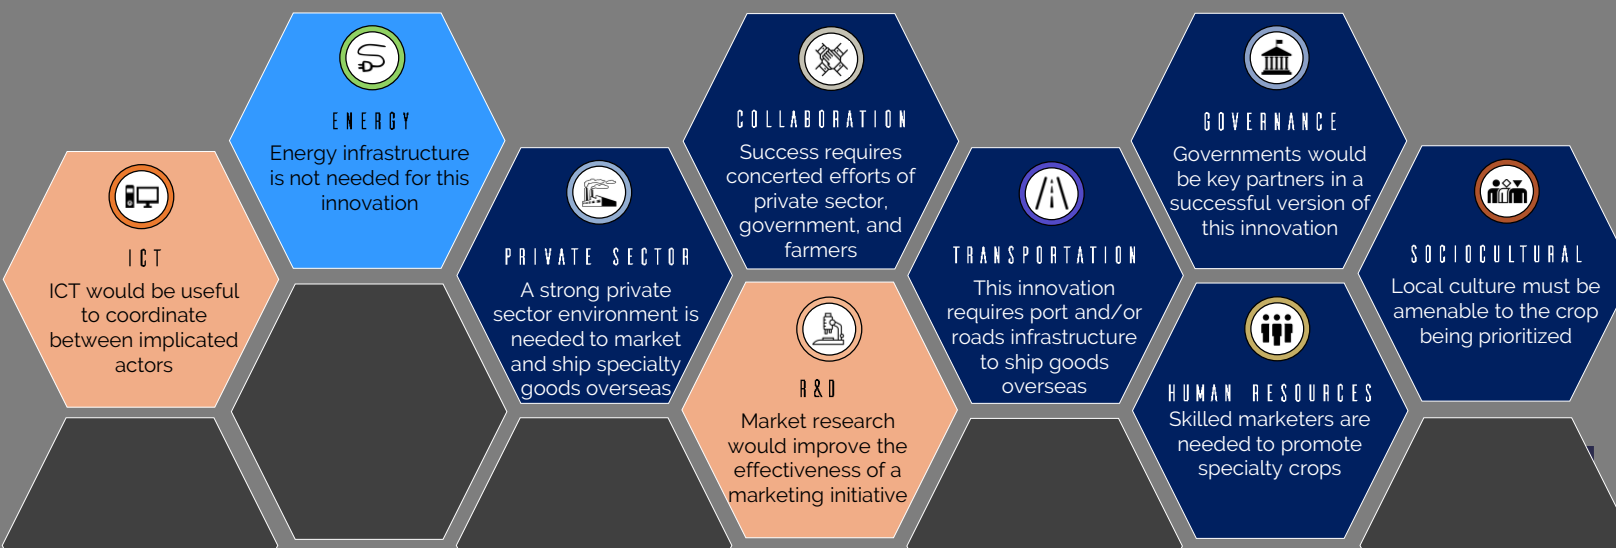 ENERGY
Energy infrastructure
is not needed for this
innovation
COLLABORATION
Success requires
concerted efforts of
private sector,
government, and
farmers
GOVERNANCE
Governments would
be key partners in a
successful version of
this innovation
ICT
ICT would be useful
to coordinate
between implicated
actors
PRIVATE SECTOR
A strong private
sector environment is
needed to market
and ship specialty
goods overseas
TRANSPORTATION
This innovation
requires port and/or
roads infrastructure
to ship goods
overseas
SOCIOCULTURAL
Local culture must be
amenable to the crop
being prioritized
R&D
Market research
would improve the
effectiveness of a
marketing initiative
HUMAN RESOURCES
Skilled marketers are
needed to promote
specialty crops